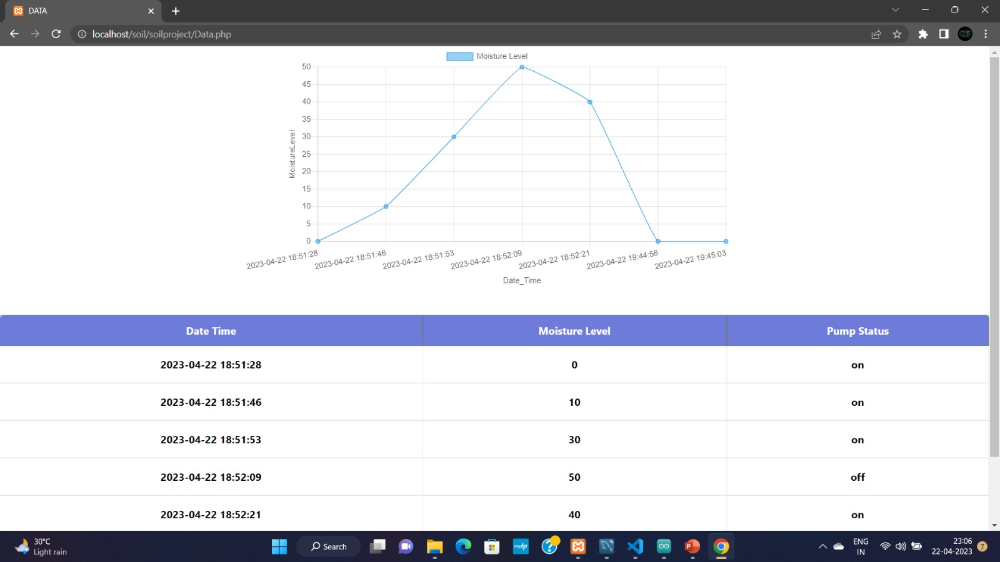 DATA
localhost/soil/soilproject/Data.php
Moisture Level
50
45
40
35
30
25
20
15
10
5
0
MoistureLevel
2023-04-22 18:51:28
2023-04-22 18:51:46
2023-04-22 18:51:53
2023-04-22 18:52:09
2023-04-22 18:52:21
2023-04-22 19:44:56
2023-04-22 19:45:03
Date_Time
Date Time Moisture Level Pump Status
2023-04-22 18:51:28 0 on
2023-04-22 18:51:46 10 on
2023-04-22 18:51:53 30 on
2023-04-22 18:52:09 50 off
2023-04-22 18:52:21 40 on
30°C
Light rain
Search
myhp
ENG
IN
23:06
22-04-2023
7